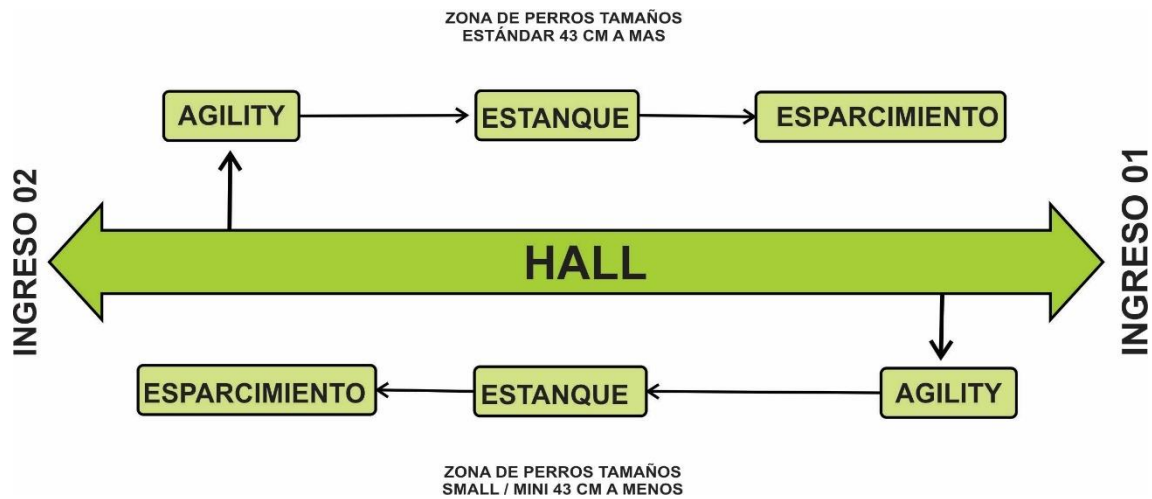 ZONA DE PERROS TAMAÑOS
ESTÁNDAR 43 CM A MAS
AGILITY
ESTANQUE
ESPARCIMIENTO
INGRESO 02
HALL
INGRESO 01
ESPARCIMIENTO
ESTANQUE
AGILITY
ZONA DE PERROS TAMAÑOS
SMALL / MINI 43 CM A MENOS